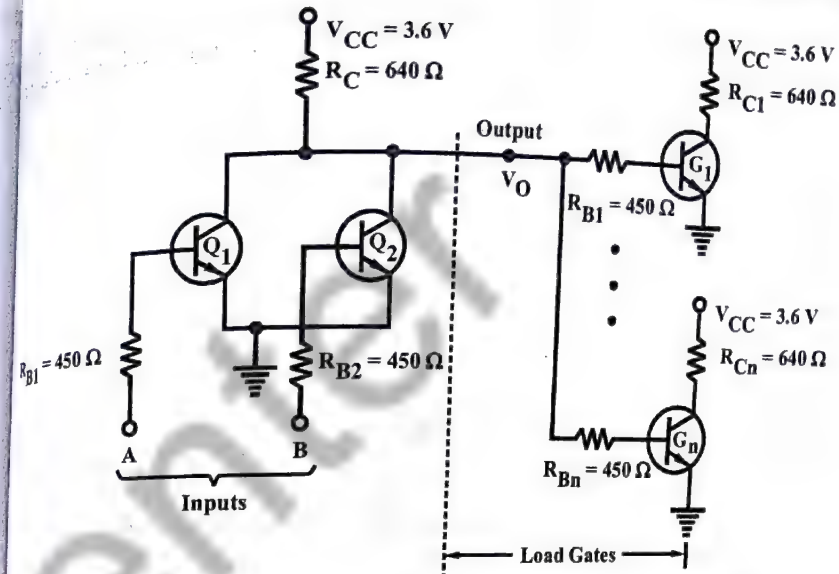 V_CC = 3.6 V
R_C = 640 Ω
V_CC = 3.6 V
R_C1 = 640 Ω
Output
V_O
G_1
R_B1 = 450 Ω
Q_1
Q_2
V_CC = 3.6 V
R_Cn = 640 Ω
R_B1 = 450 Ω
R_B2 = 450 Ω
G_n
R_Bn = 450 Ω
A
B
Inputs
Load Gates